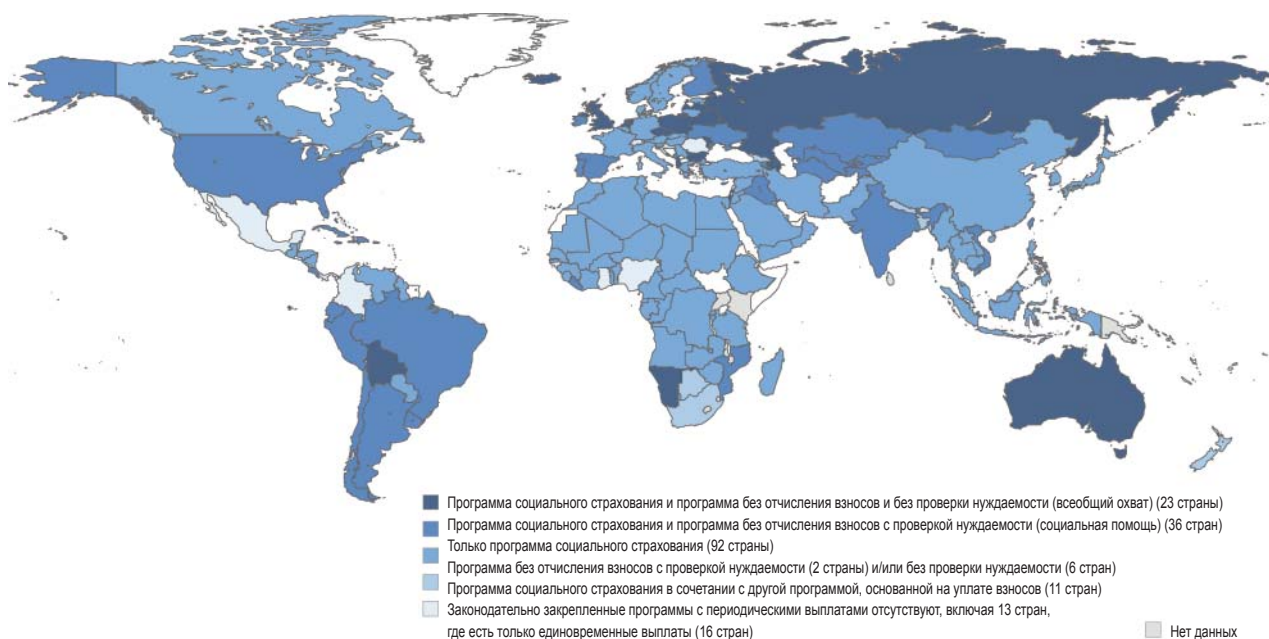 Программа социального страхования и программа без отчисления взносов и без проверки нуждаемости (всеобщий охват) (23 страны)
Программа социального страхования и программа без отчисления взносов с проверкой нуждаемости (социальная помощь) (36 стран)
Только программа социального страхования (92 страны)
Программа без отчисления взносов с проверкой нуждаемости (2 страны) и/или без проверки нуждаемости (6 стран)
Программа социального страхования в сочетании с другой программой, основанной на уплате взносов (11 стран)
Законодательно закрепленные программы с периодическими выплатами отсутствуют, включая 13 стран,
где есть только единовременные выплаты (16 стран)
Нет данных